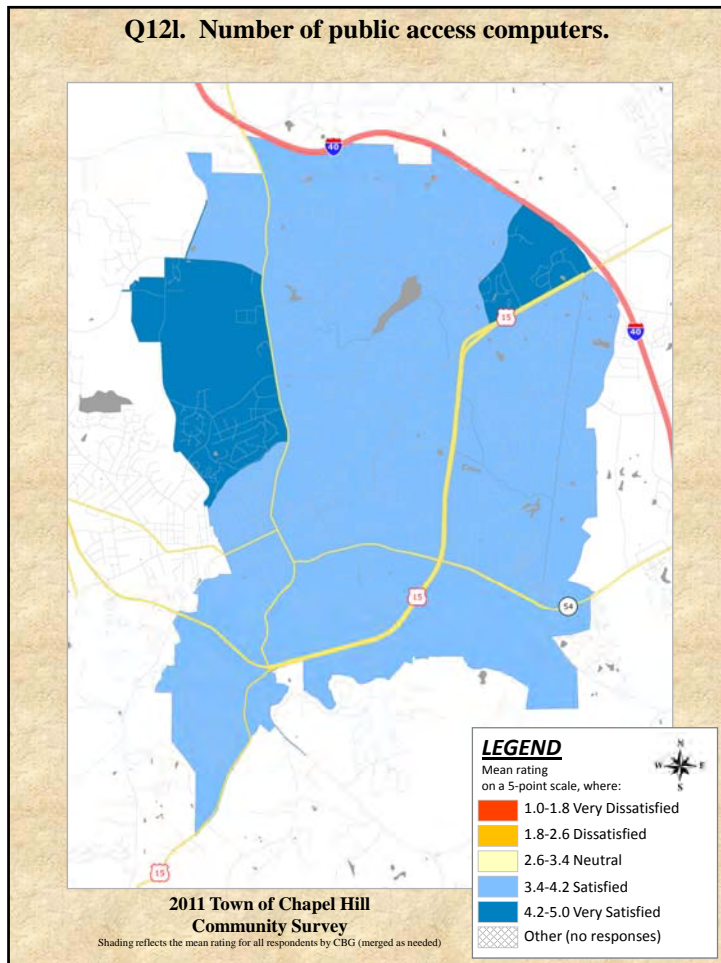 Q12l. Number of public access computers.
40
15
40
15
54
15
LEGEND
N
W E
S
Mean rating
on a 5-point scale, where:
1.0-1.8 Very Dissatisfied
1.8-2.6 Dissatisfied
2.6-3.4 Neutral
3.4-4.2 Satisfied
4.2-5.0 Very Satisfied
Other (no responses)
2011 Town of Chapel Hill
Community Survey
Shading reflects the mean rating for all respondents by CBG (merged as needed)